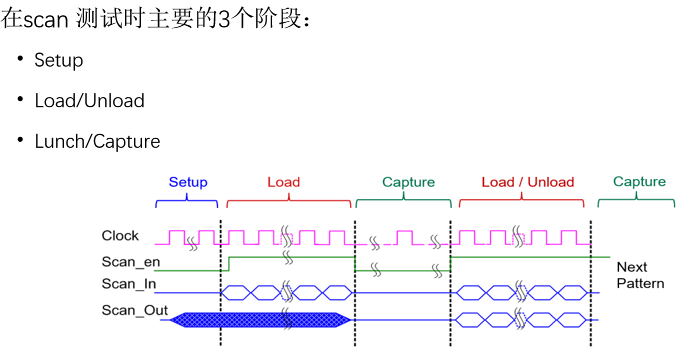 在scan 测试时主要的3个阶段：
• Setup
• Load/Unload
• Lunch/Capture
Setup Load Capture Load / Unload Capture
Clock
Scan_en
Scan_In
Scan_Out
Next
Pattern